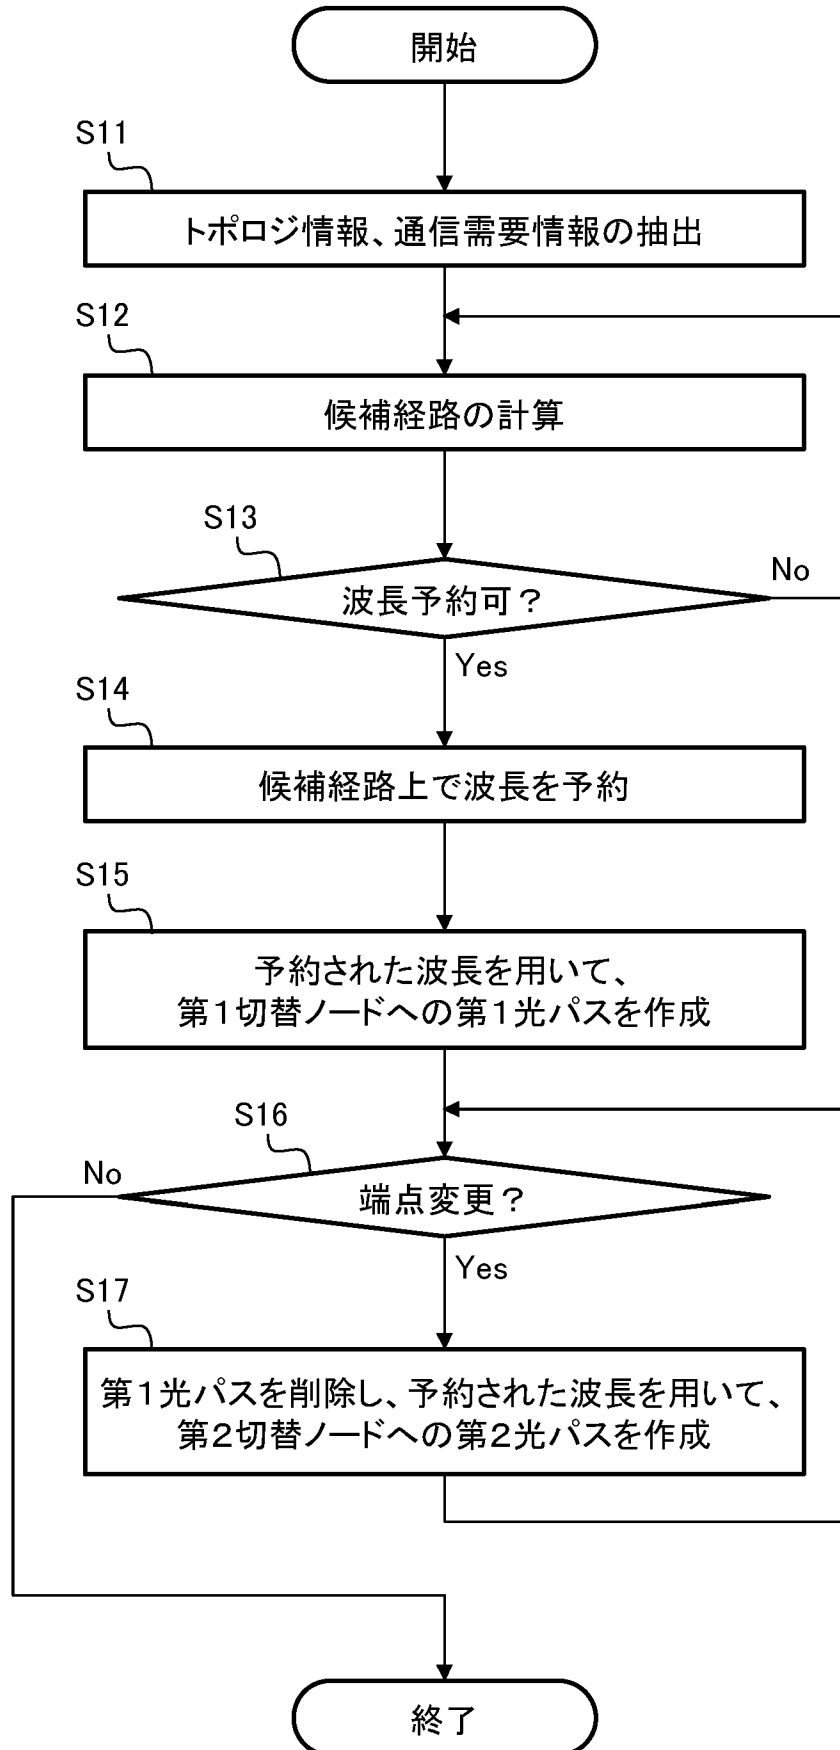 開始
S11
トポロジ情報、通信需要情報の抽出
S12
候補経路の計算
S13
波長予約可？
No
Yes
S14
候補経路上で波長を予約
S15
予約された波長を用いて、
第１切替ノードへの第１光パスを作成
S16
No
端点変更？
Yes
S17
第１光パスを削除し、予約された波長を用いて、
第２切替ノードへの第２光パスを作成
終了